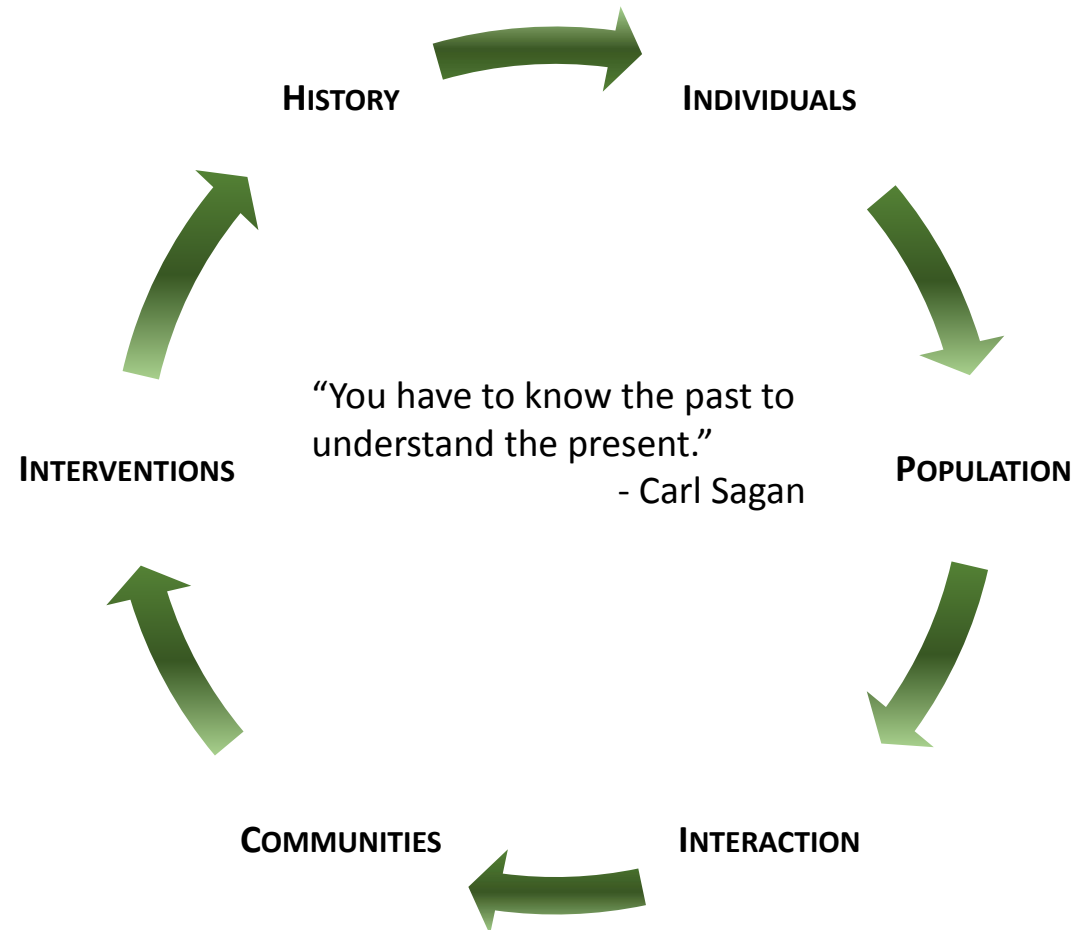 HISTORY
INDIVIDUALS
“You have to know the past to
understand the present.”
- Carl Sagan
INTERVENTIONS
POPULATION
COMMUNITIES
INTERACTION